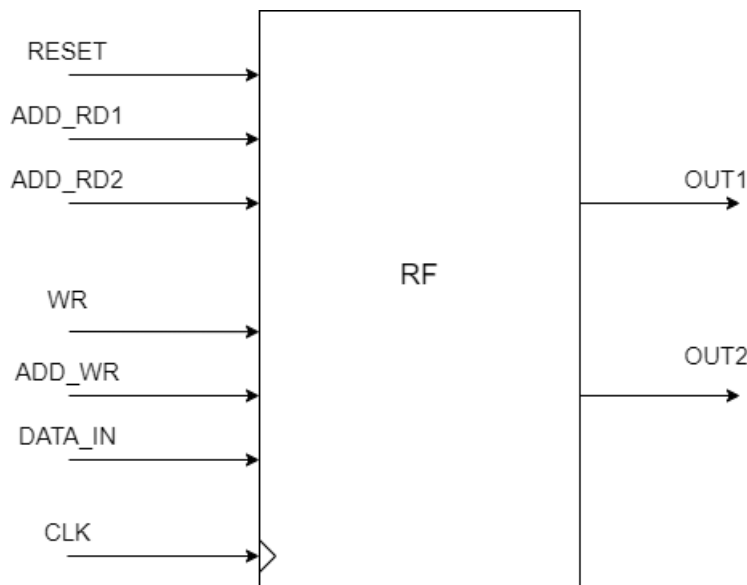 RESET
ADD_RD1
ADD_RD2
OUT1
RF
WR
OUT2
ADD_WR
DATA_IN
CLK